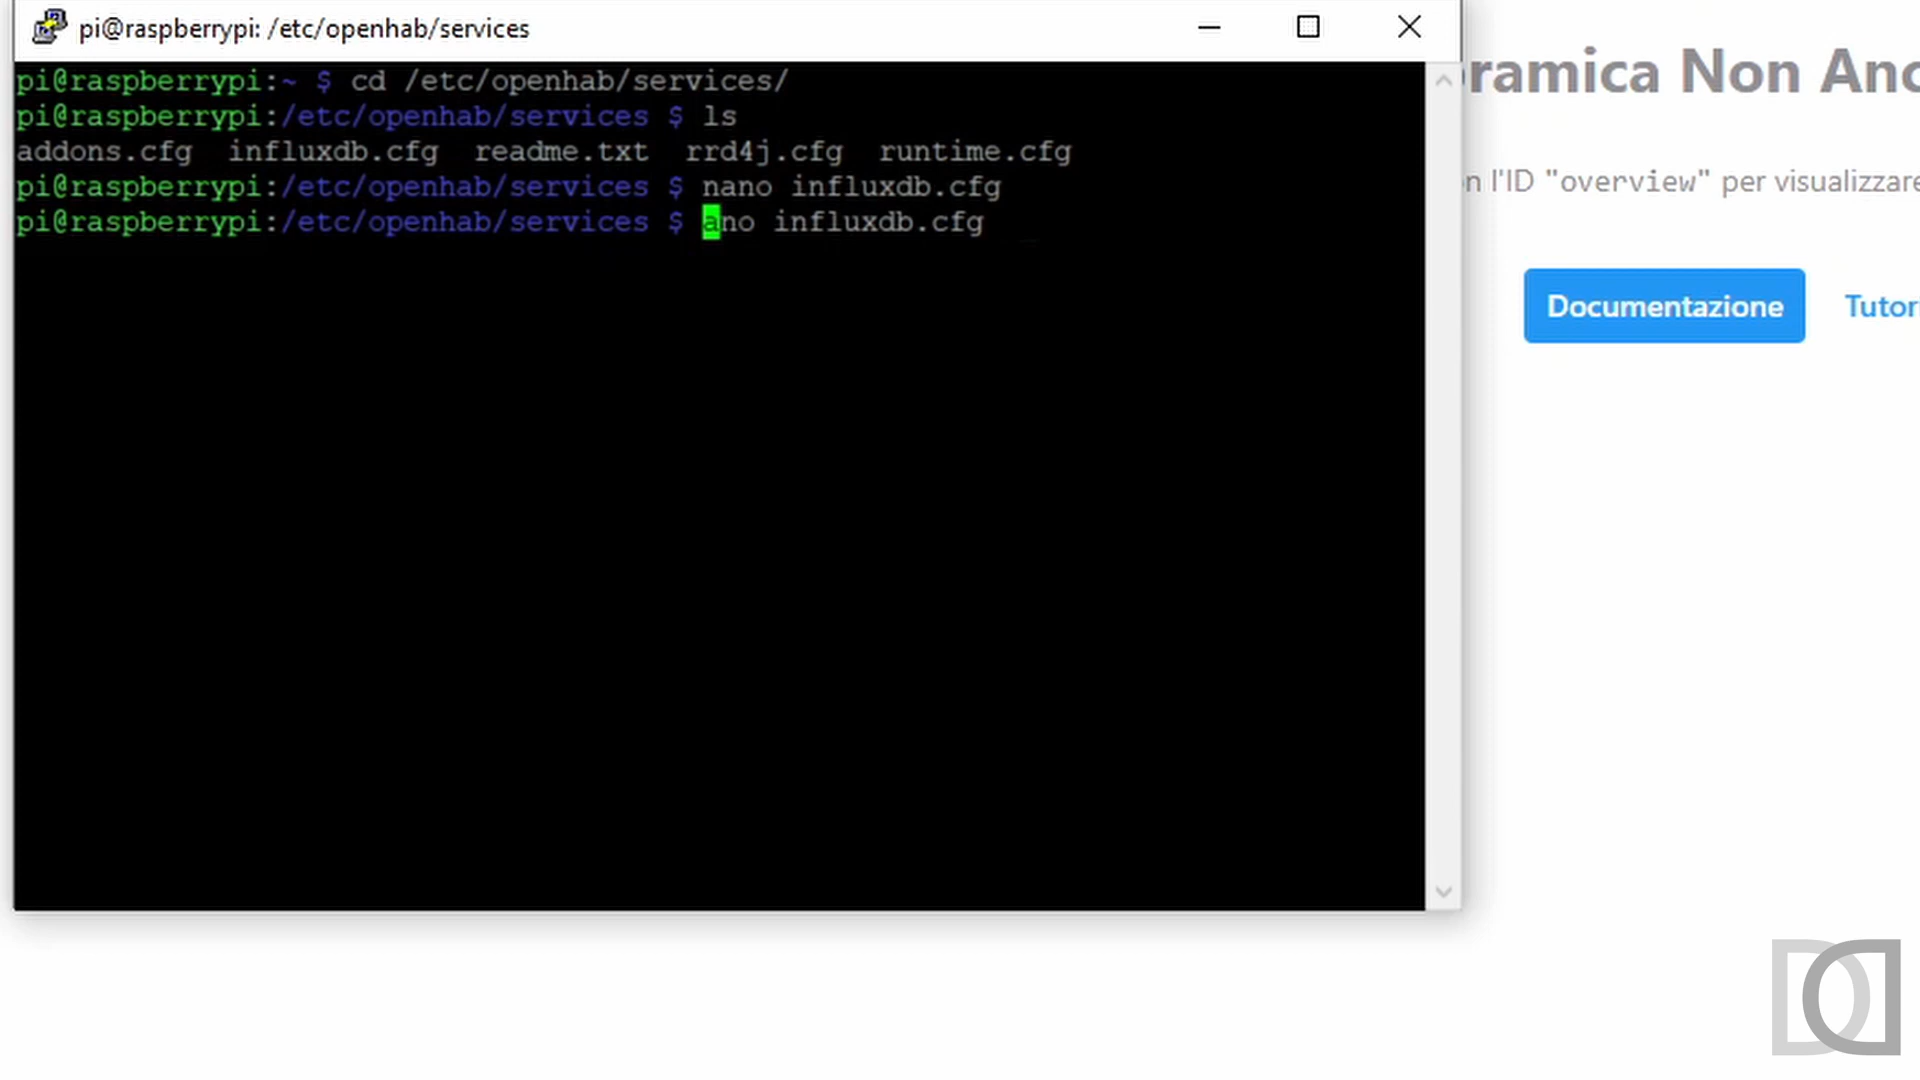 pi@raspberrypi: /etc/openhab/services
pi@raspberrypi:~ $ cd /etc/openhab/services/
pi@raspberrypi:/etc/openhab/services $ ls
addons.cfg  influxdb.cfg  readme.txt  rrd4j.cfg  runtime.cfg
pi@raspberrypi:/etc/openhab/services $ nano influxdb.cfg
pi@raspberrypi:/etc/openhab/services $ ano influxdb.cfg
ramica Non Anc
n l'ID "overview" per visualizzare
Documentazione
Tutor